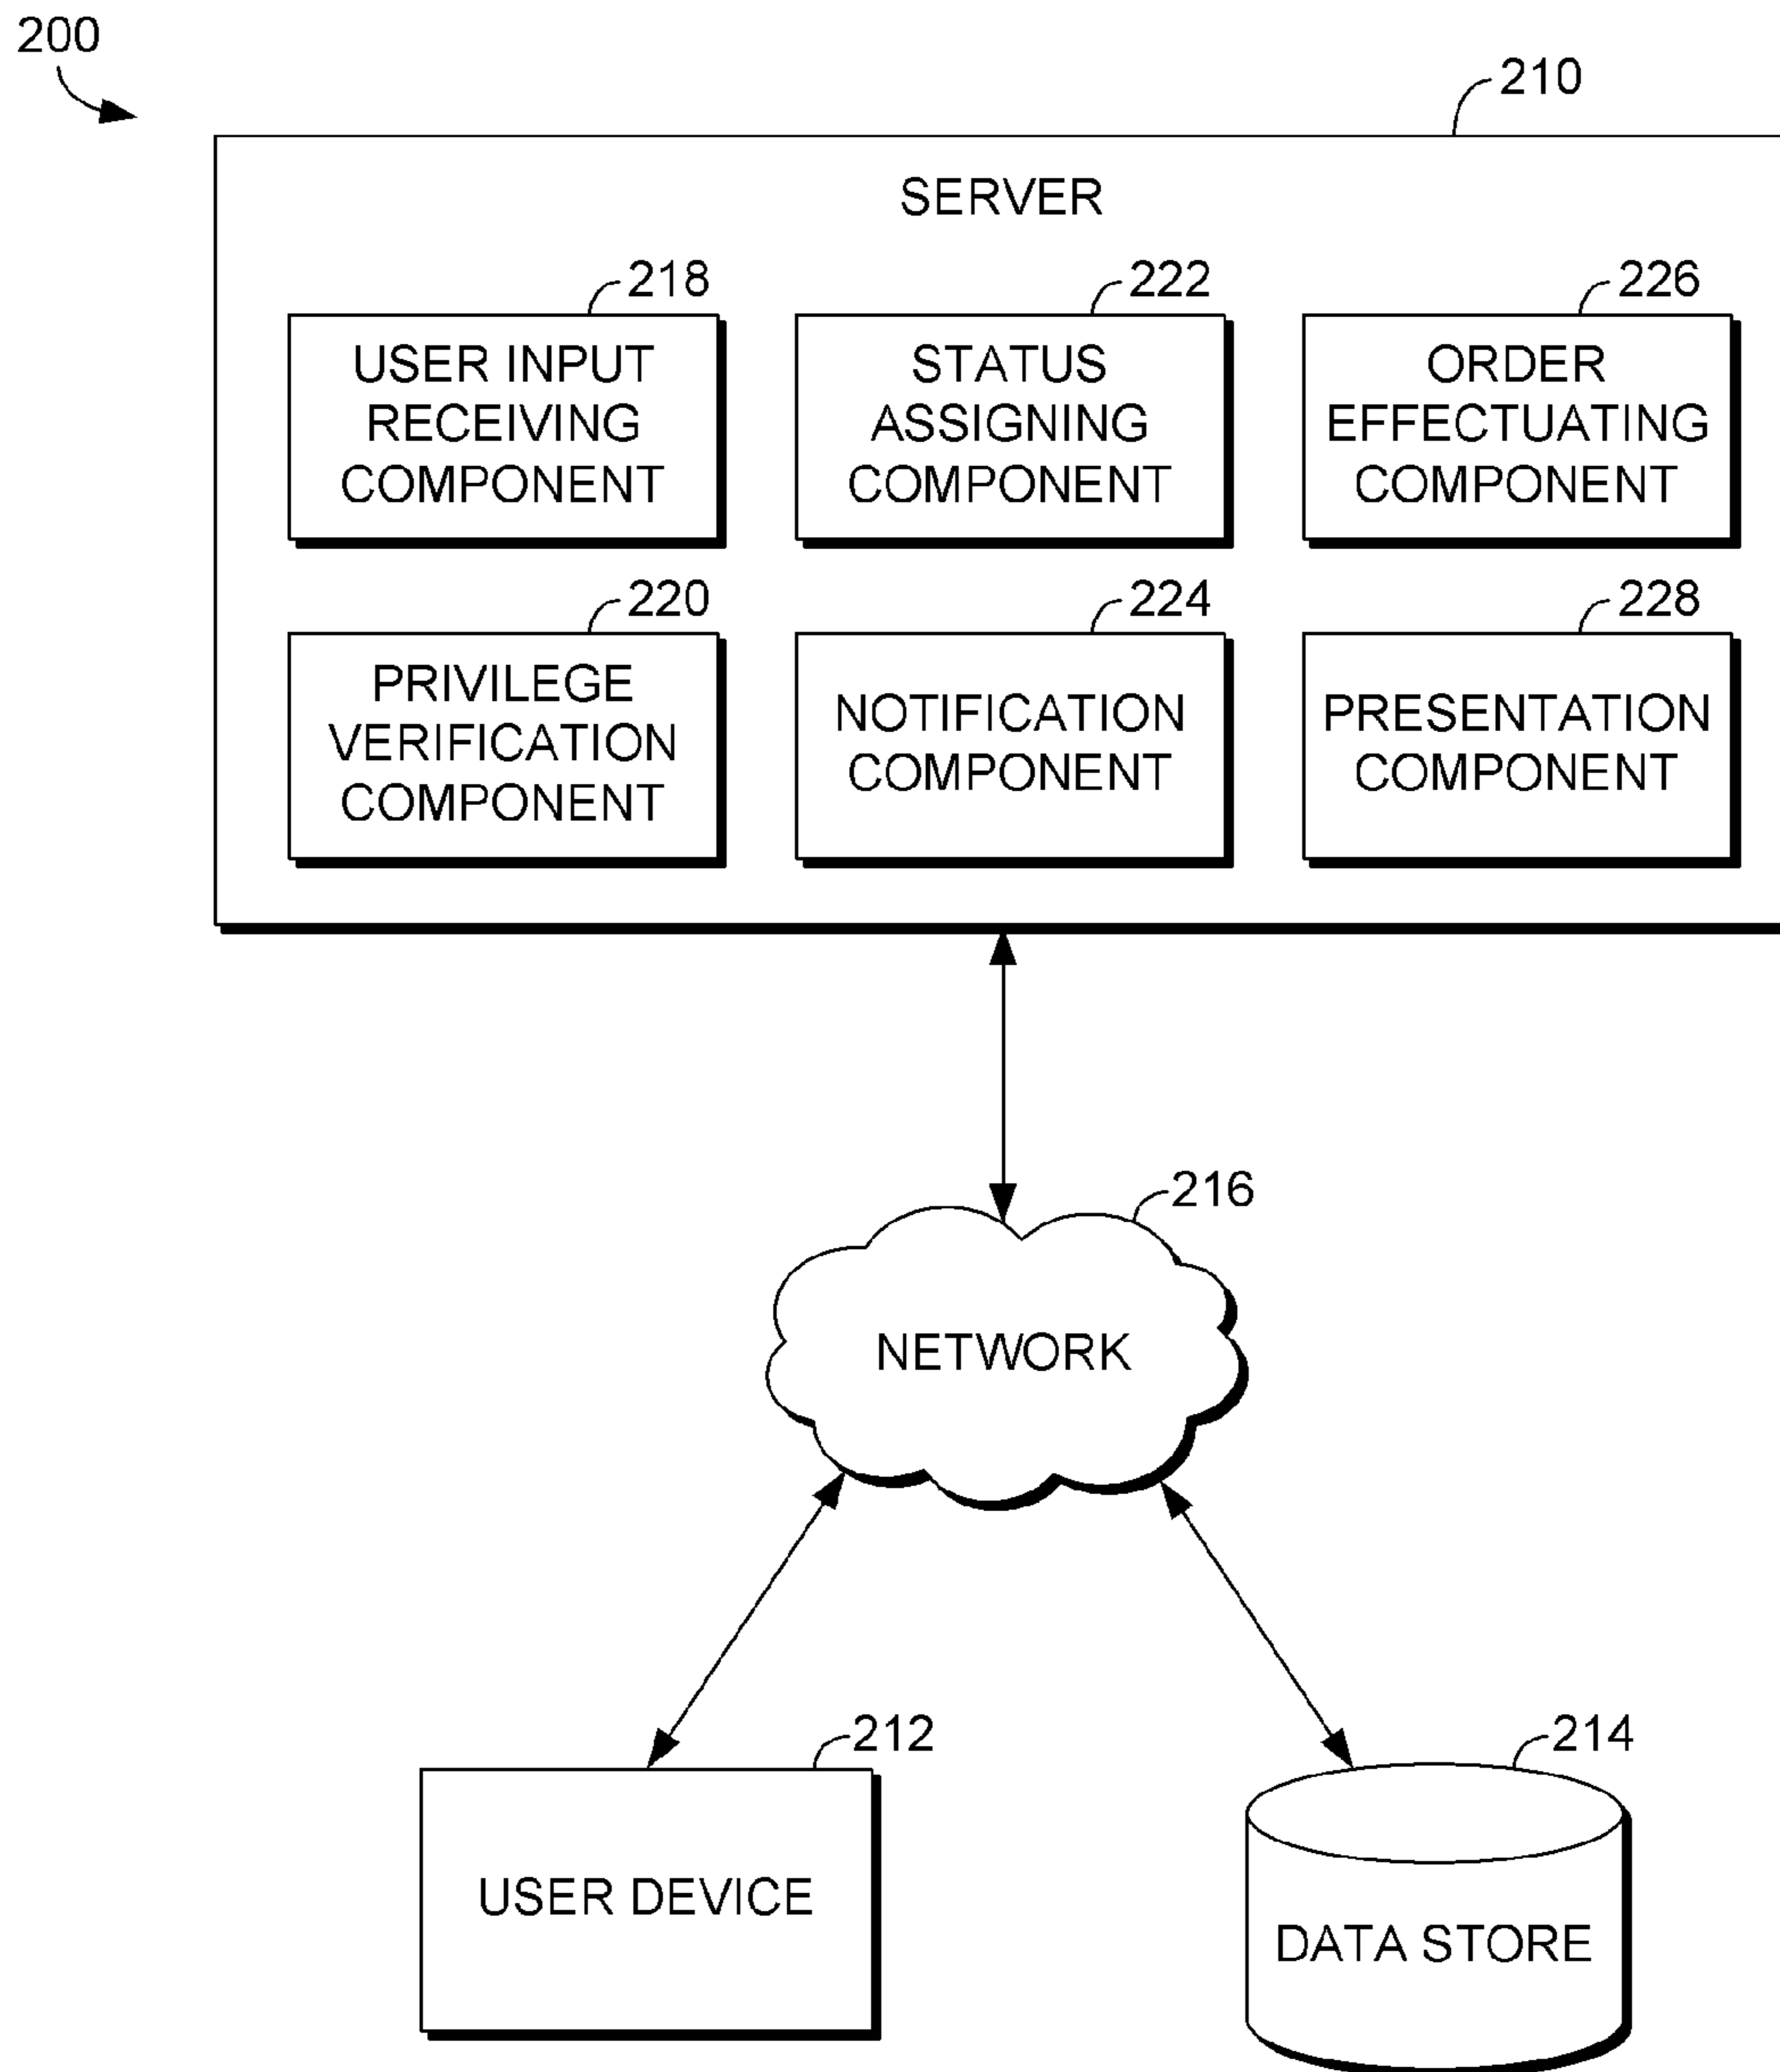 200
210
SERVER
218
USER INPUT
RECEIVING
COMPONENT
222
STATUS
ASSIGNING
COMPONENT
226
ORDER
EFFECTUATING
COMPONENT
220
PRIVILEGE
VERIFICATION
COMPONENT
224
NOTIFICATION
COMPONENT
228
PRESENTATION
COMPONENT
216
NETWORK
212
USER DEVICE
214
DATA STORE